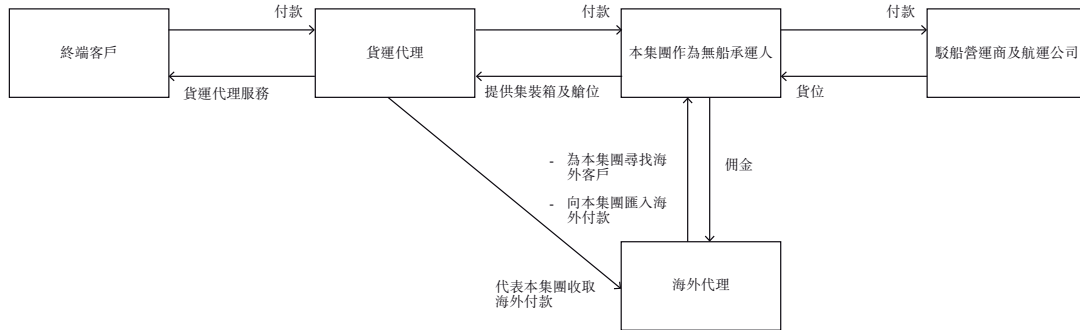 付款
付款
付款
終端客戶
貨運代理
本集團作為無船承運人
駁船營運商及航運公司
貨運代理服務
提供集裝箱及艙位
貨位
- 為本集團尋找海
外客戶
- 向本集團匯入海
外付款
佣金
代表本集團收取
海外付款
海外代理